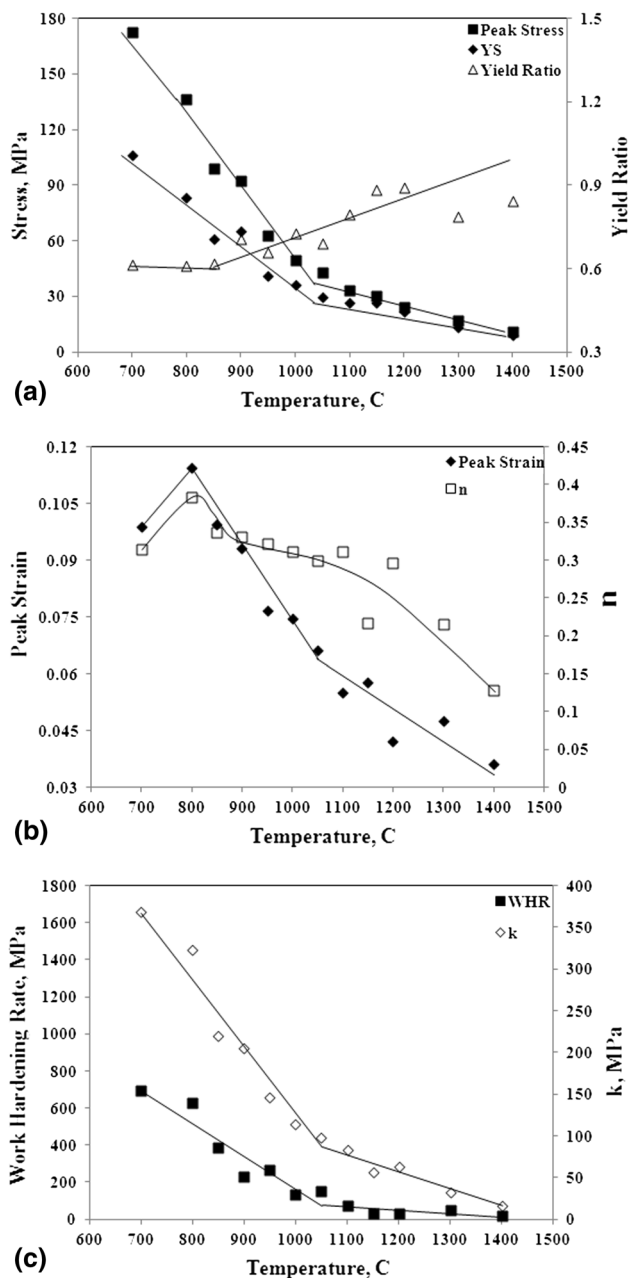 180
150
120
90
60
30
0
Stress, MPa
Peak Stress
YS
Yield Ratio
1.5
1.2
0.9
0.6
0.3
Yield Ratio
600 700 800 900 1000 1100 1200 1300 1400 1500
Temperature, C
(a)
0.12
0.105
0.09
0.075
0.06
0.045
0.03
Peak Strain
Peak Strain
n
0.45
0.4
0.35
0.3
0.25
0.2
0.15
0.1
0.05
0
n
600 700 800 900 1000 1100 1200 1300 1400 1500
Temperature, C
(b)
1800
1600
1400
1200
1000
800
600
400
200
0
Work Hardening Rate, MPa
WHR
k
400
350
300
250
200
150
100
50
0
k, MPa
600 700 800 900 1000 1100 1200 1300 1400 1500
Temperature, C
(c)